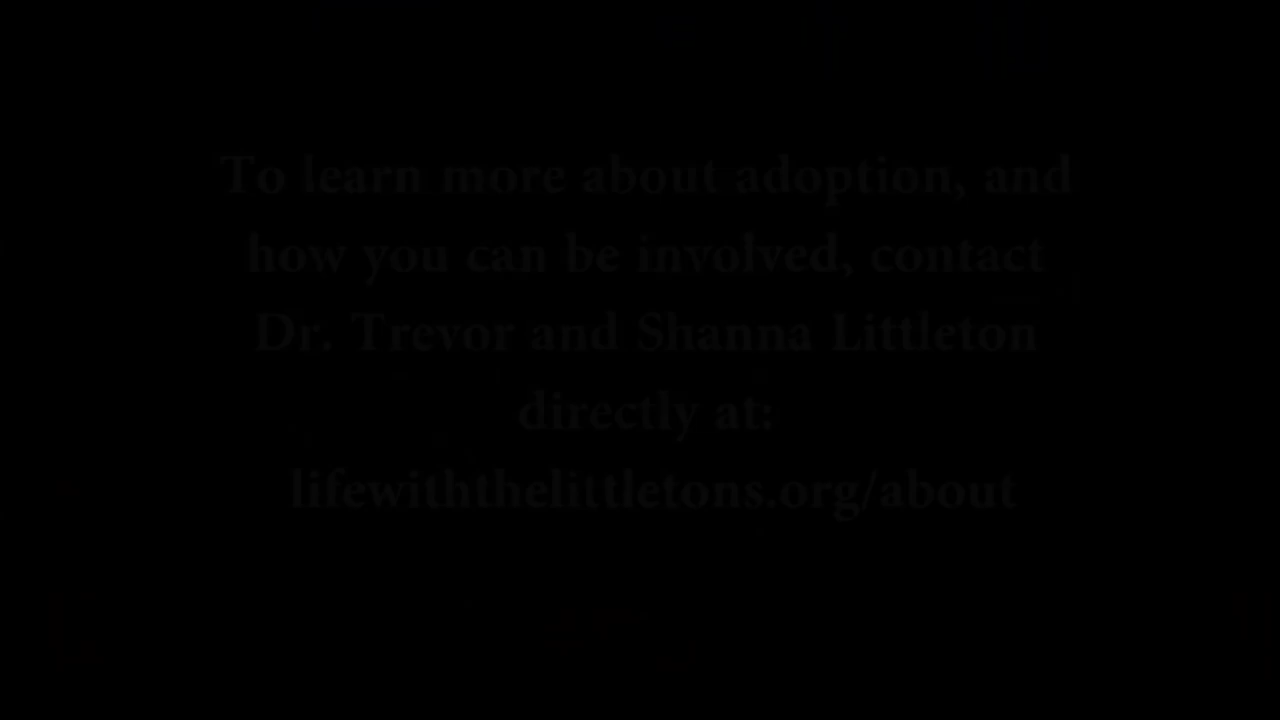 To learn more about adoption, and
how you can be involved, contact
Dr. Trevor and Shanna Littleton
directly at:
lifewiththelittletons.org/about